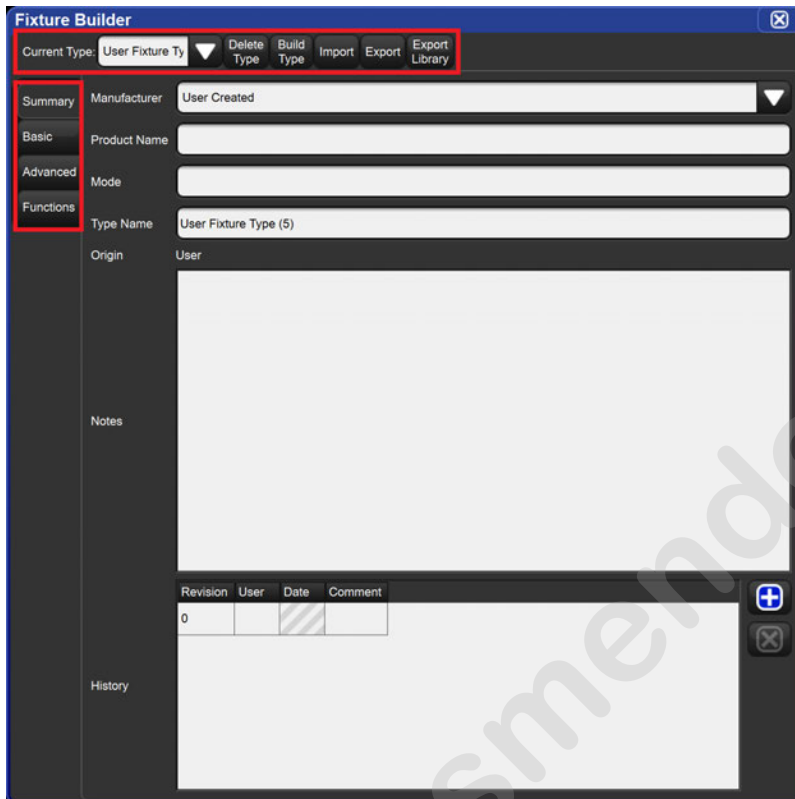 Fixture Builder
Current Type: User Fixture Ty Delete Type Build Type Import Export Export Library
Summary
Basic
Advanced
Functions
Manufacturer User Created
Product Name
Mode
Type Name User Fixture Type (5)
Origin User
Notes
Revision User Date Comment
0
History